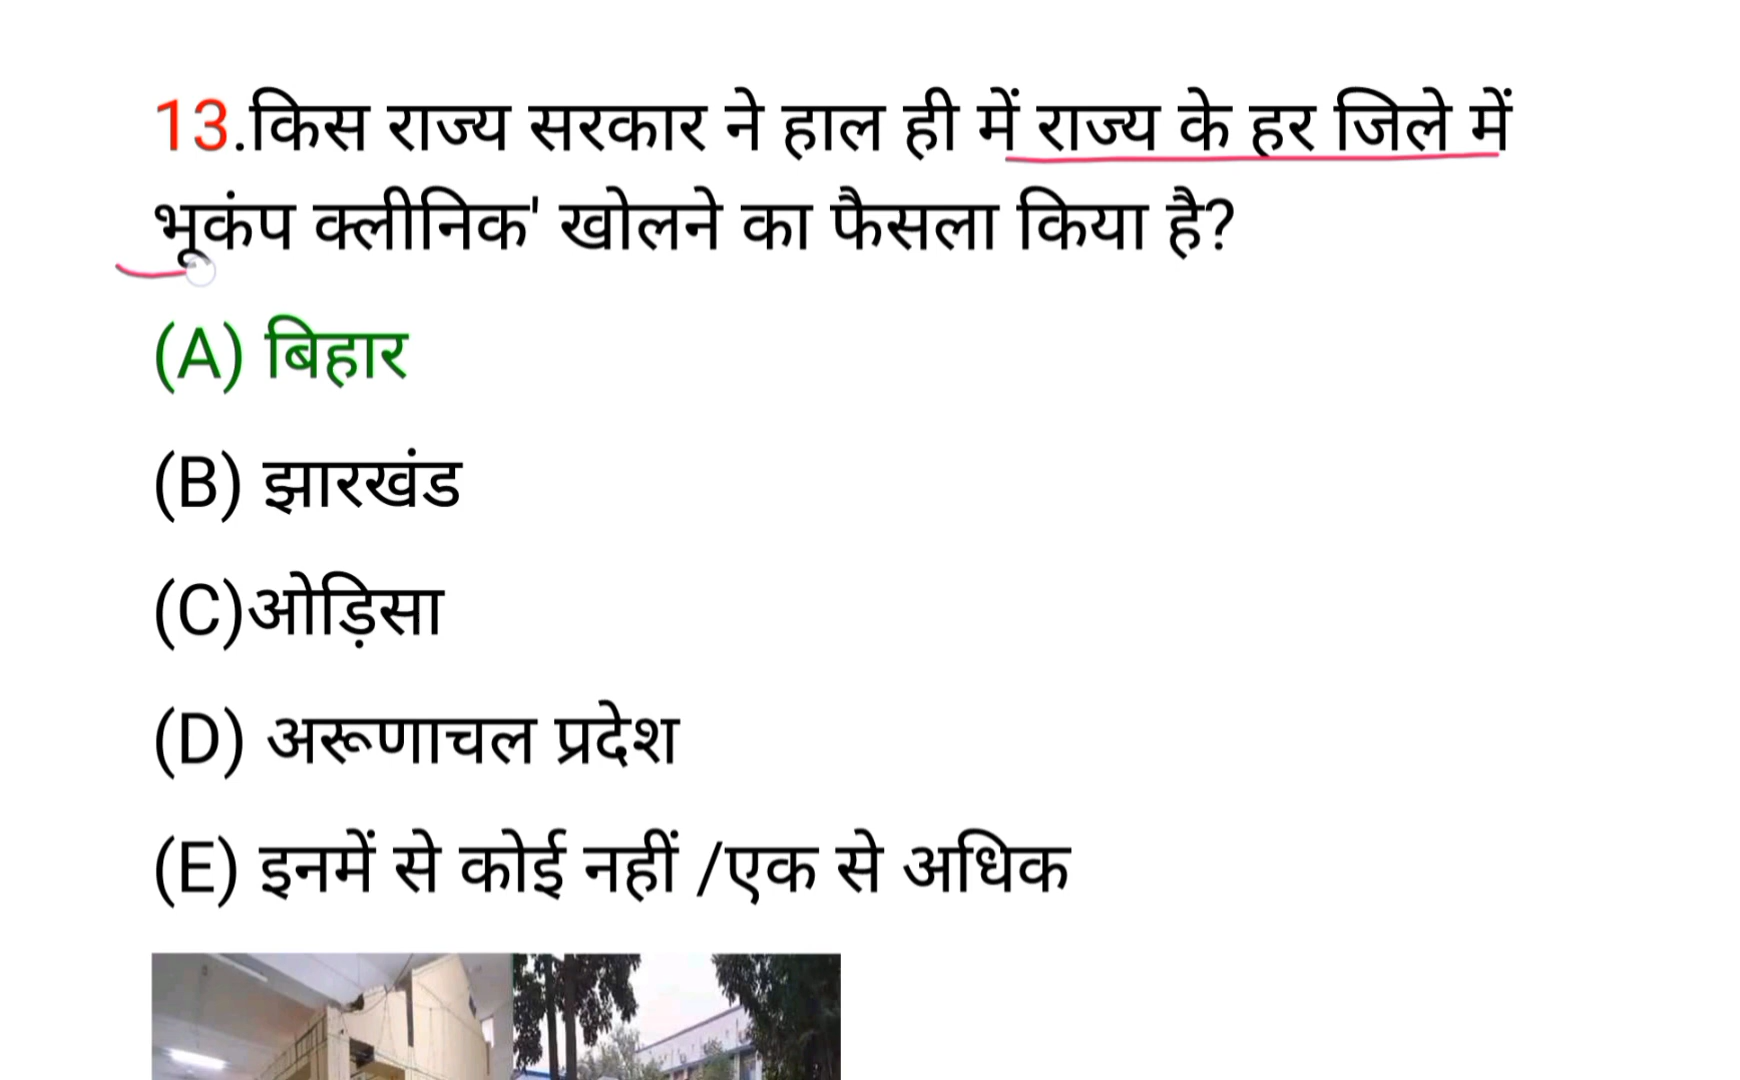 13.किस राज्य सरकार ने हाल ही में राज्य के हर जिले में
भूकंप क्लीनिक' खोलने का फैसला किया है?
(A) बिहार
(B) झारखंड
(C)ओड़िसा
(D) अरूणाचल प्रदेश
(E) इनमें से कोई नहीं /एक से अधिक